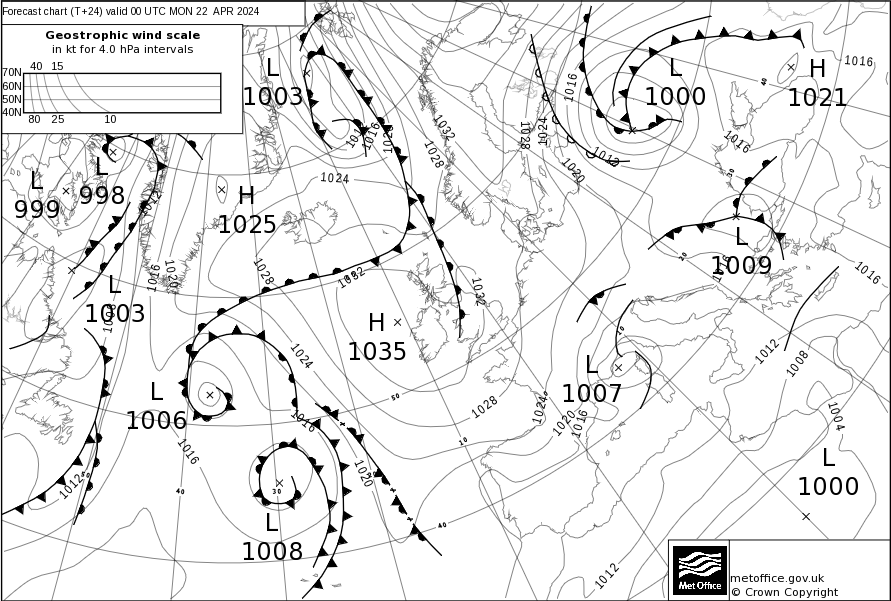 Forecast chart (T+24) valid 00 UTC MON 22 APR 2024
Geostrophic wind scale
in kt for 4.0 hPa intervals
40 15
70N
60N
50N
40N
80 25 10
L
1003
L
1000
H
1021
L
998
L
999
H
1025
L
1009
L
1003
H
1035
L
1007
L
1006
L
1000
L
1008
1016
1016
1016
1016
1016
1016
1016
1016
1016
1012
1012
1012
1012
1012
1008
1004
1020
1020
1020
1020
1020
1024
1024
1024
1024
1028
1028
1028
1028
1032
1032
1032
50
40
40
40
30
30
20
10
10
Met Office
metoffice.gov.uk
© Crown Copyright